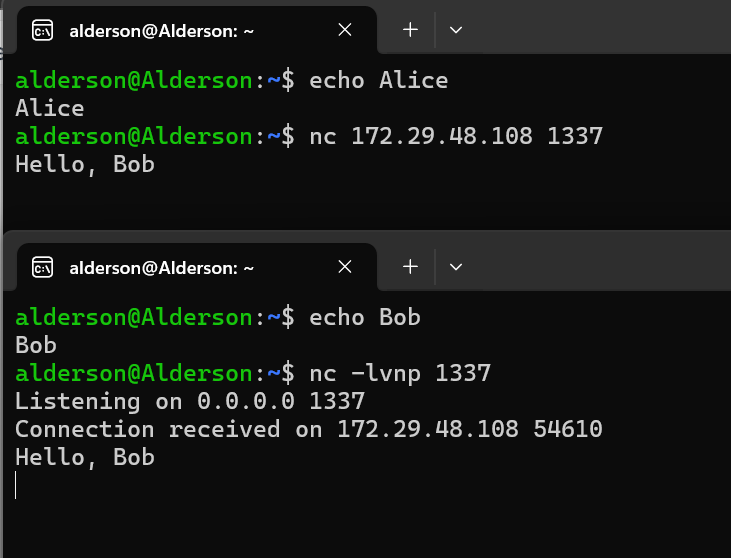 alderson@Alderson: ~
alderson@Alderson:~$ echo Alice
Alice
alderson@Alderson:~$ nc 172.29.48.108 1337
Hello, Bob
alderson@Alderson: ~
alderson@Alderson:~$ echo Bob
Bob
alderson@Alderson:~$ nc -lvnp 1337
Listening on 0.0.0.0 1337
Connection received on 172.29.48.108 54610
Hello, Bob